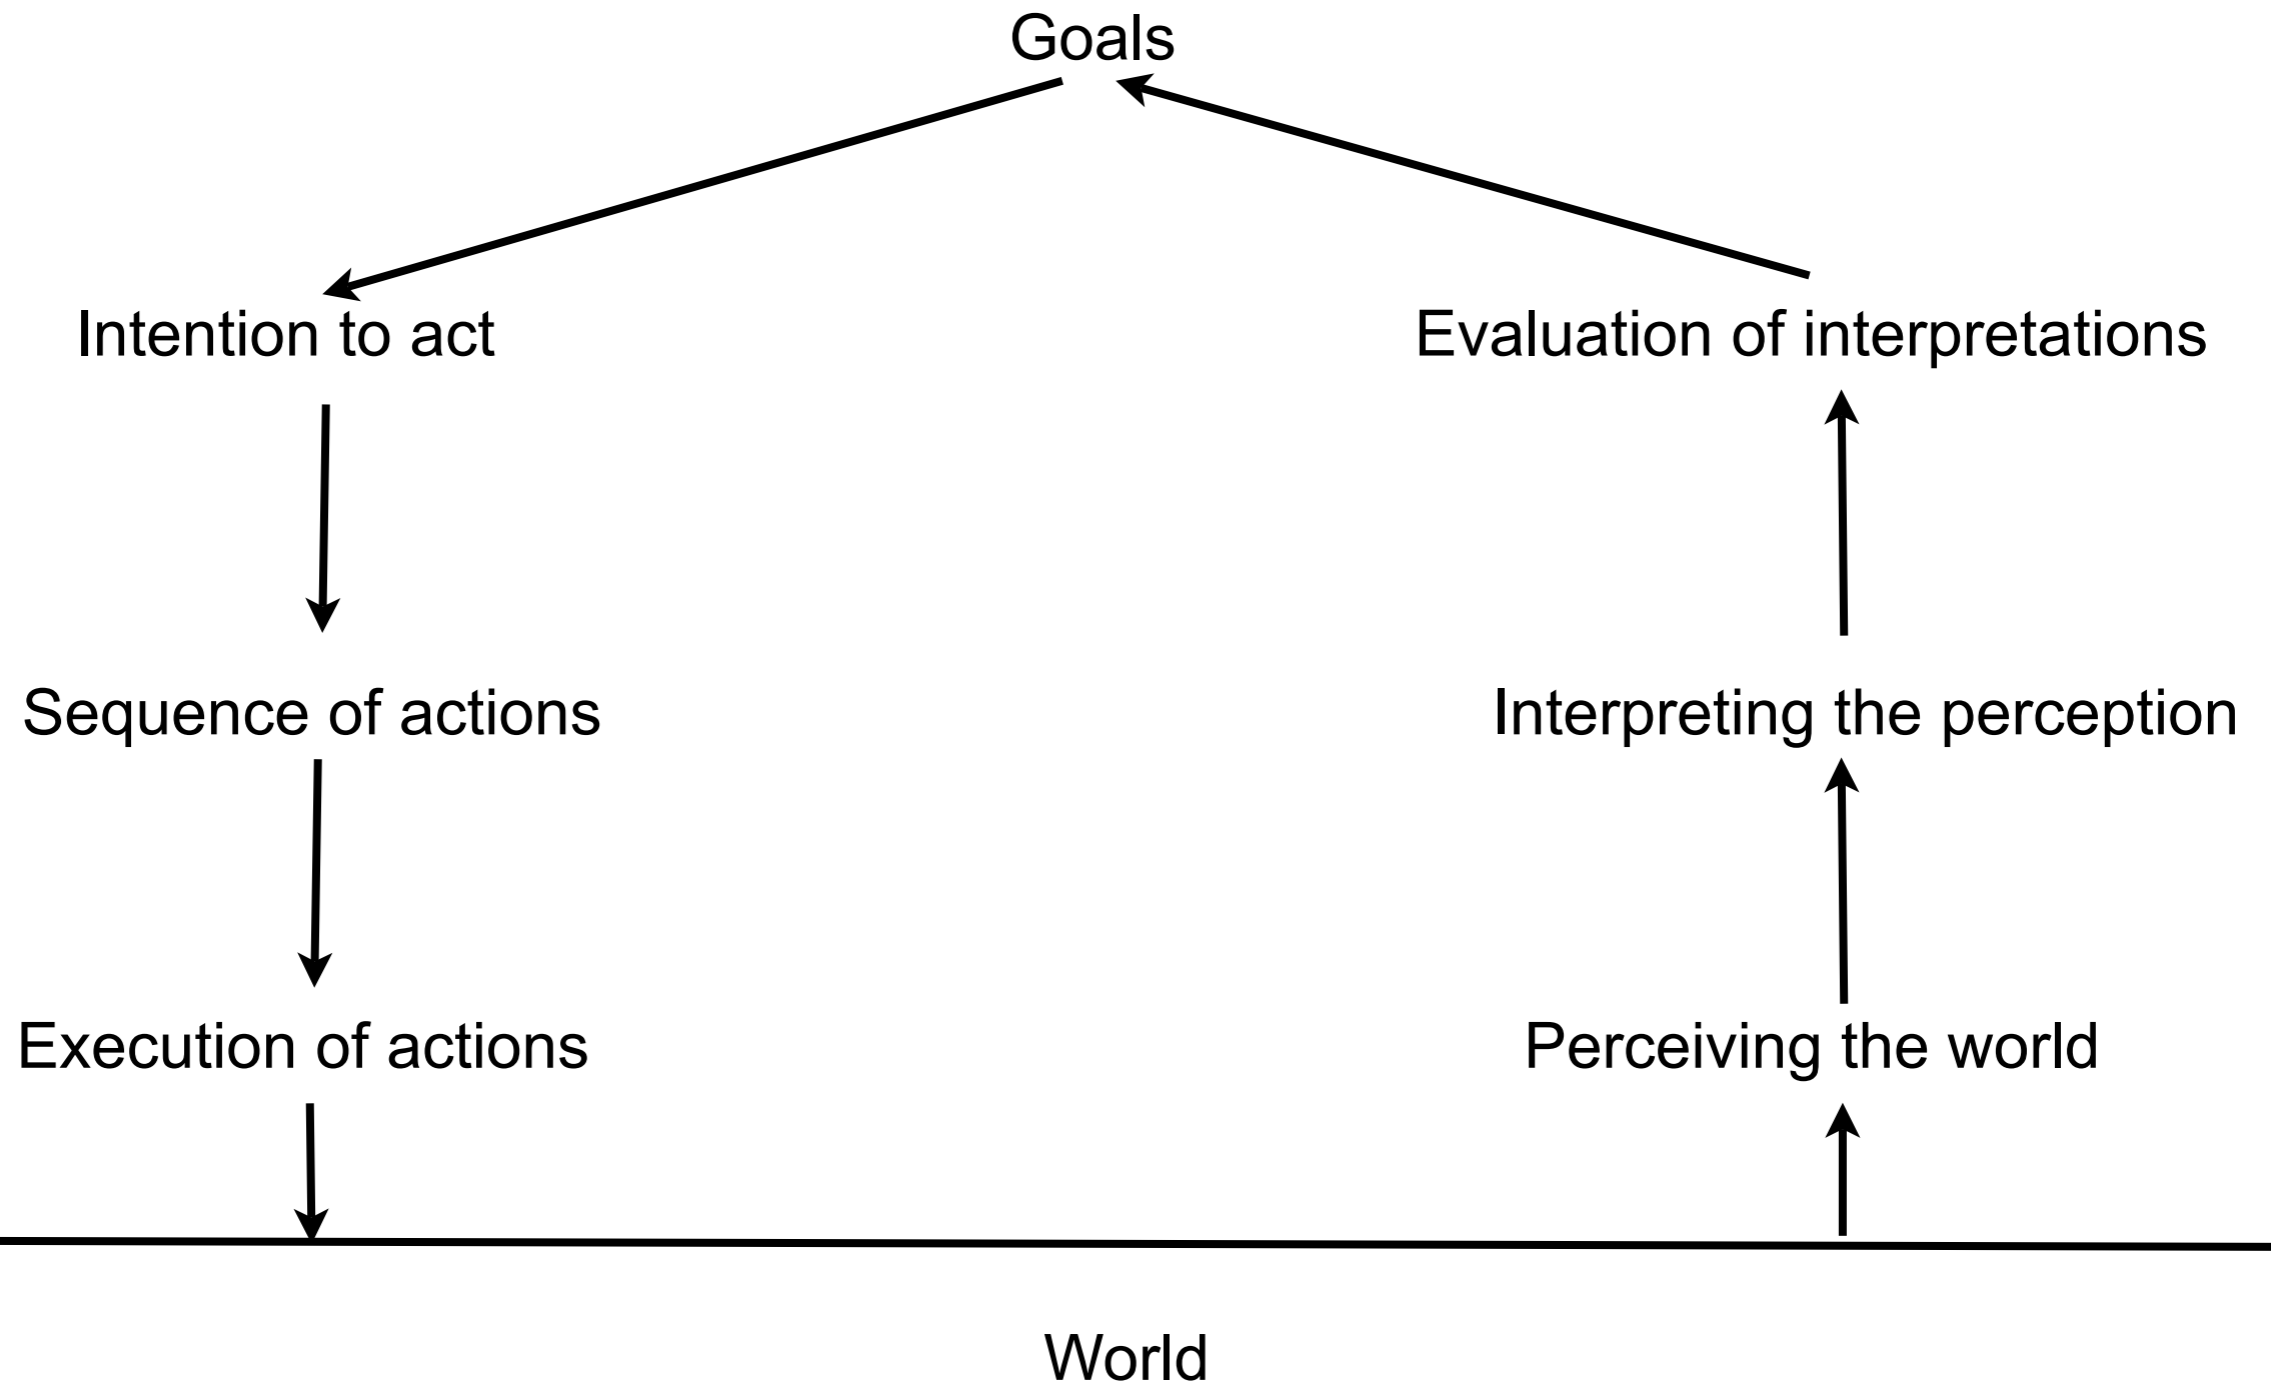 Goals
Intention to act
Evaluation of interpretations
Sequence of actions
Interpreting the perception
Execution of actions
Perceiving the world
World